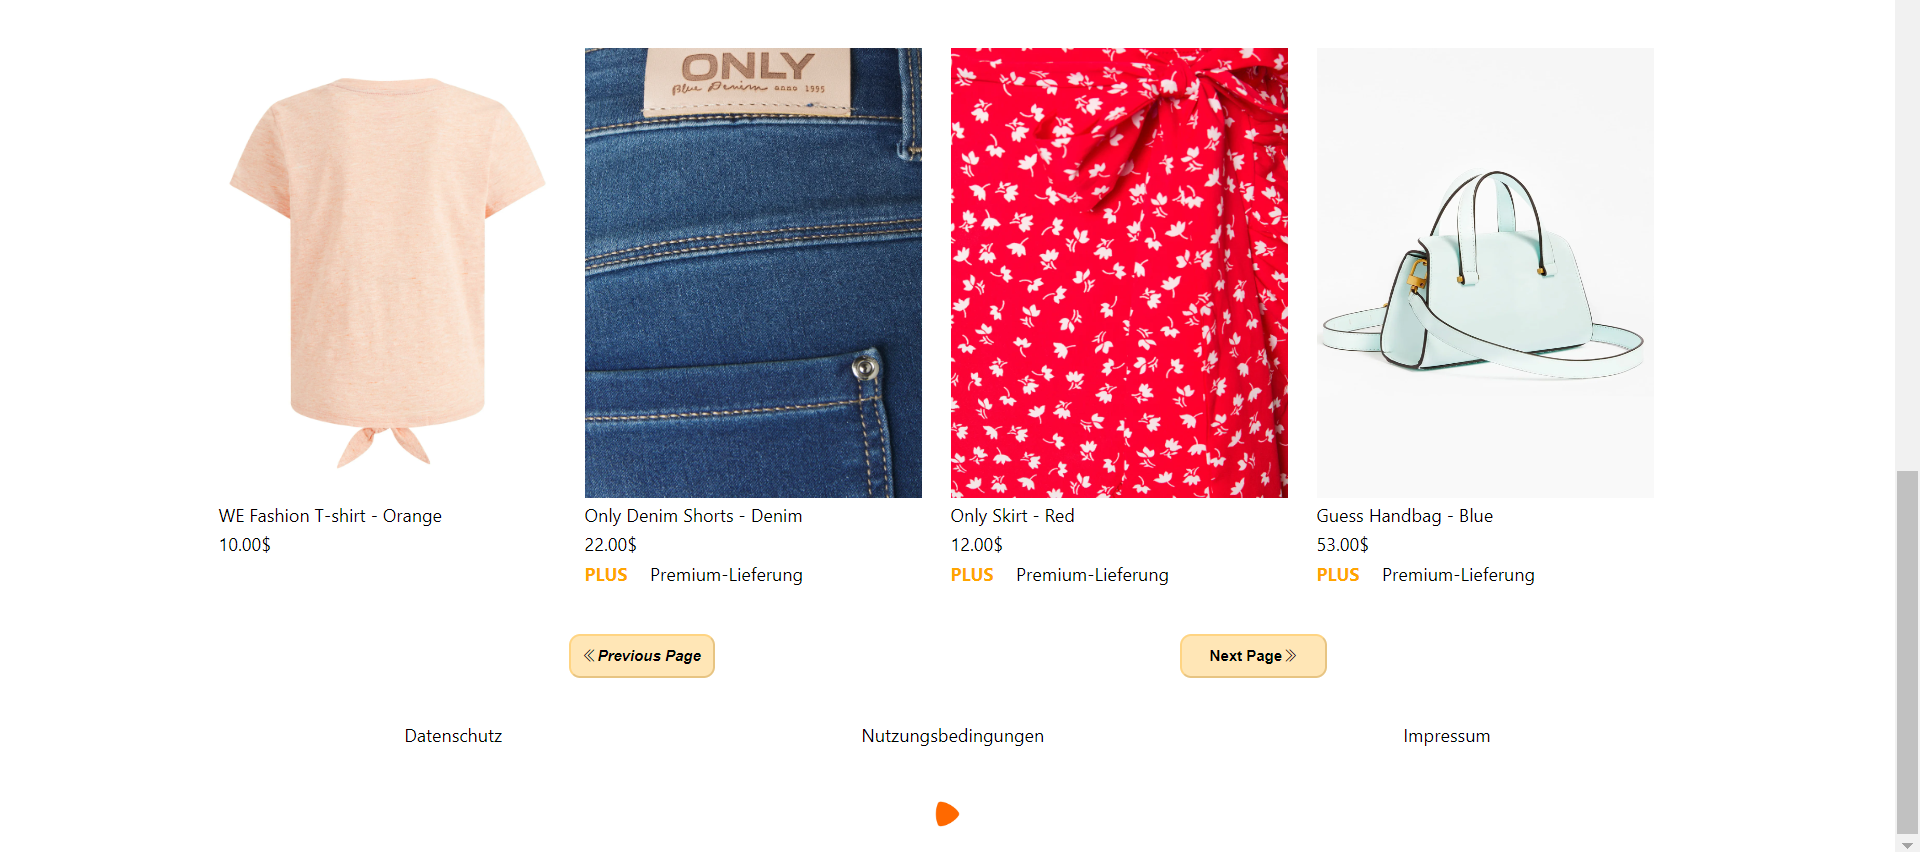 ONLY
Blue Denim anno 1995
WE Fashion T-shirt - Orange
10.00$
Only Denim Shorts - Denim
22.00$
PLUS Premium-Lieferung
Only Skirt - Red
12.00$
PLUS Premium-Lieferung
Guess Handbag - Blue
53.00$
PLUS Premium-Lieferung
Previous Page
Next Page
Datenschutz
Nutzungsbedingungen
Impressum